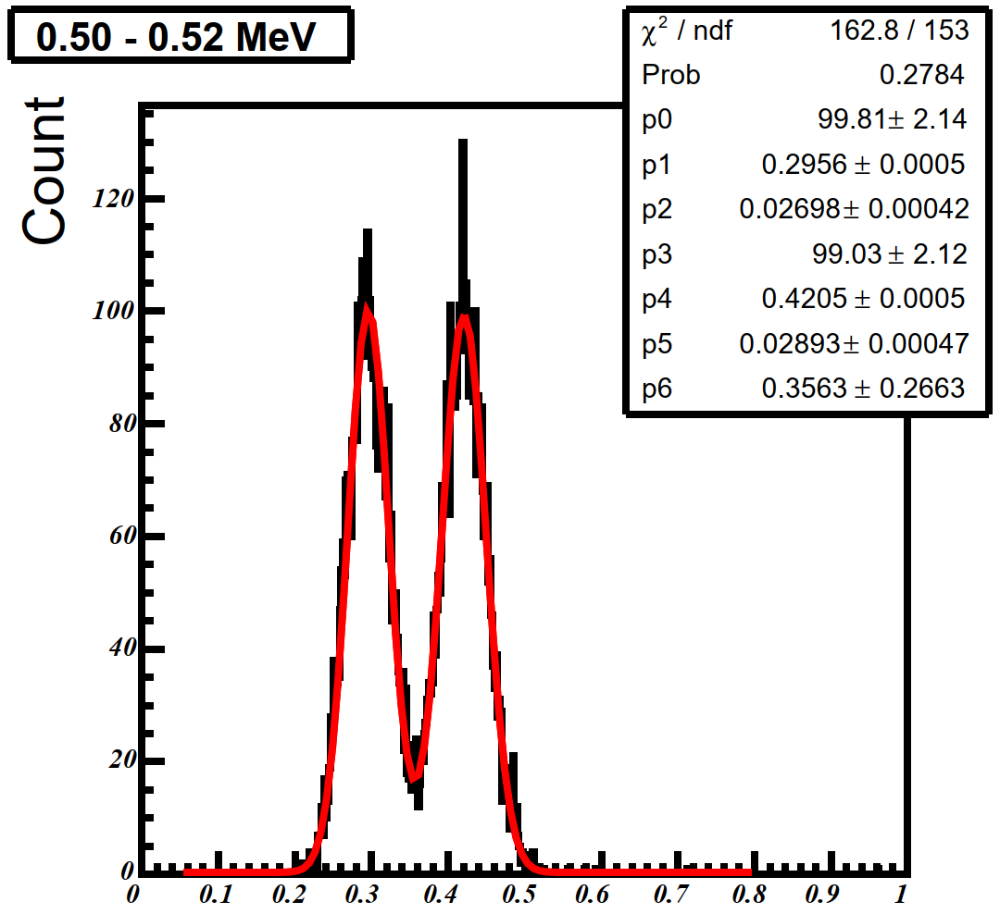 0.50 - 0.52 MeV
χ² / ndf 162.8 / 153
Prob 0.2784
p0 99.81± 2.14
p1 0.2956 ± 0.0005
p2 0.02698± 0.00042
p3 99.03 ± 2.12
p4 0.4205 ± 0.0005
p5 0.02893± 0.00047
p6 0.3563 ± 0.2663
Count
120
100
80
60
40
20
0
0 0.1 0.2 0.3 0.4 0.5 0.6 0.7 0.8 0.9 1